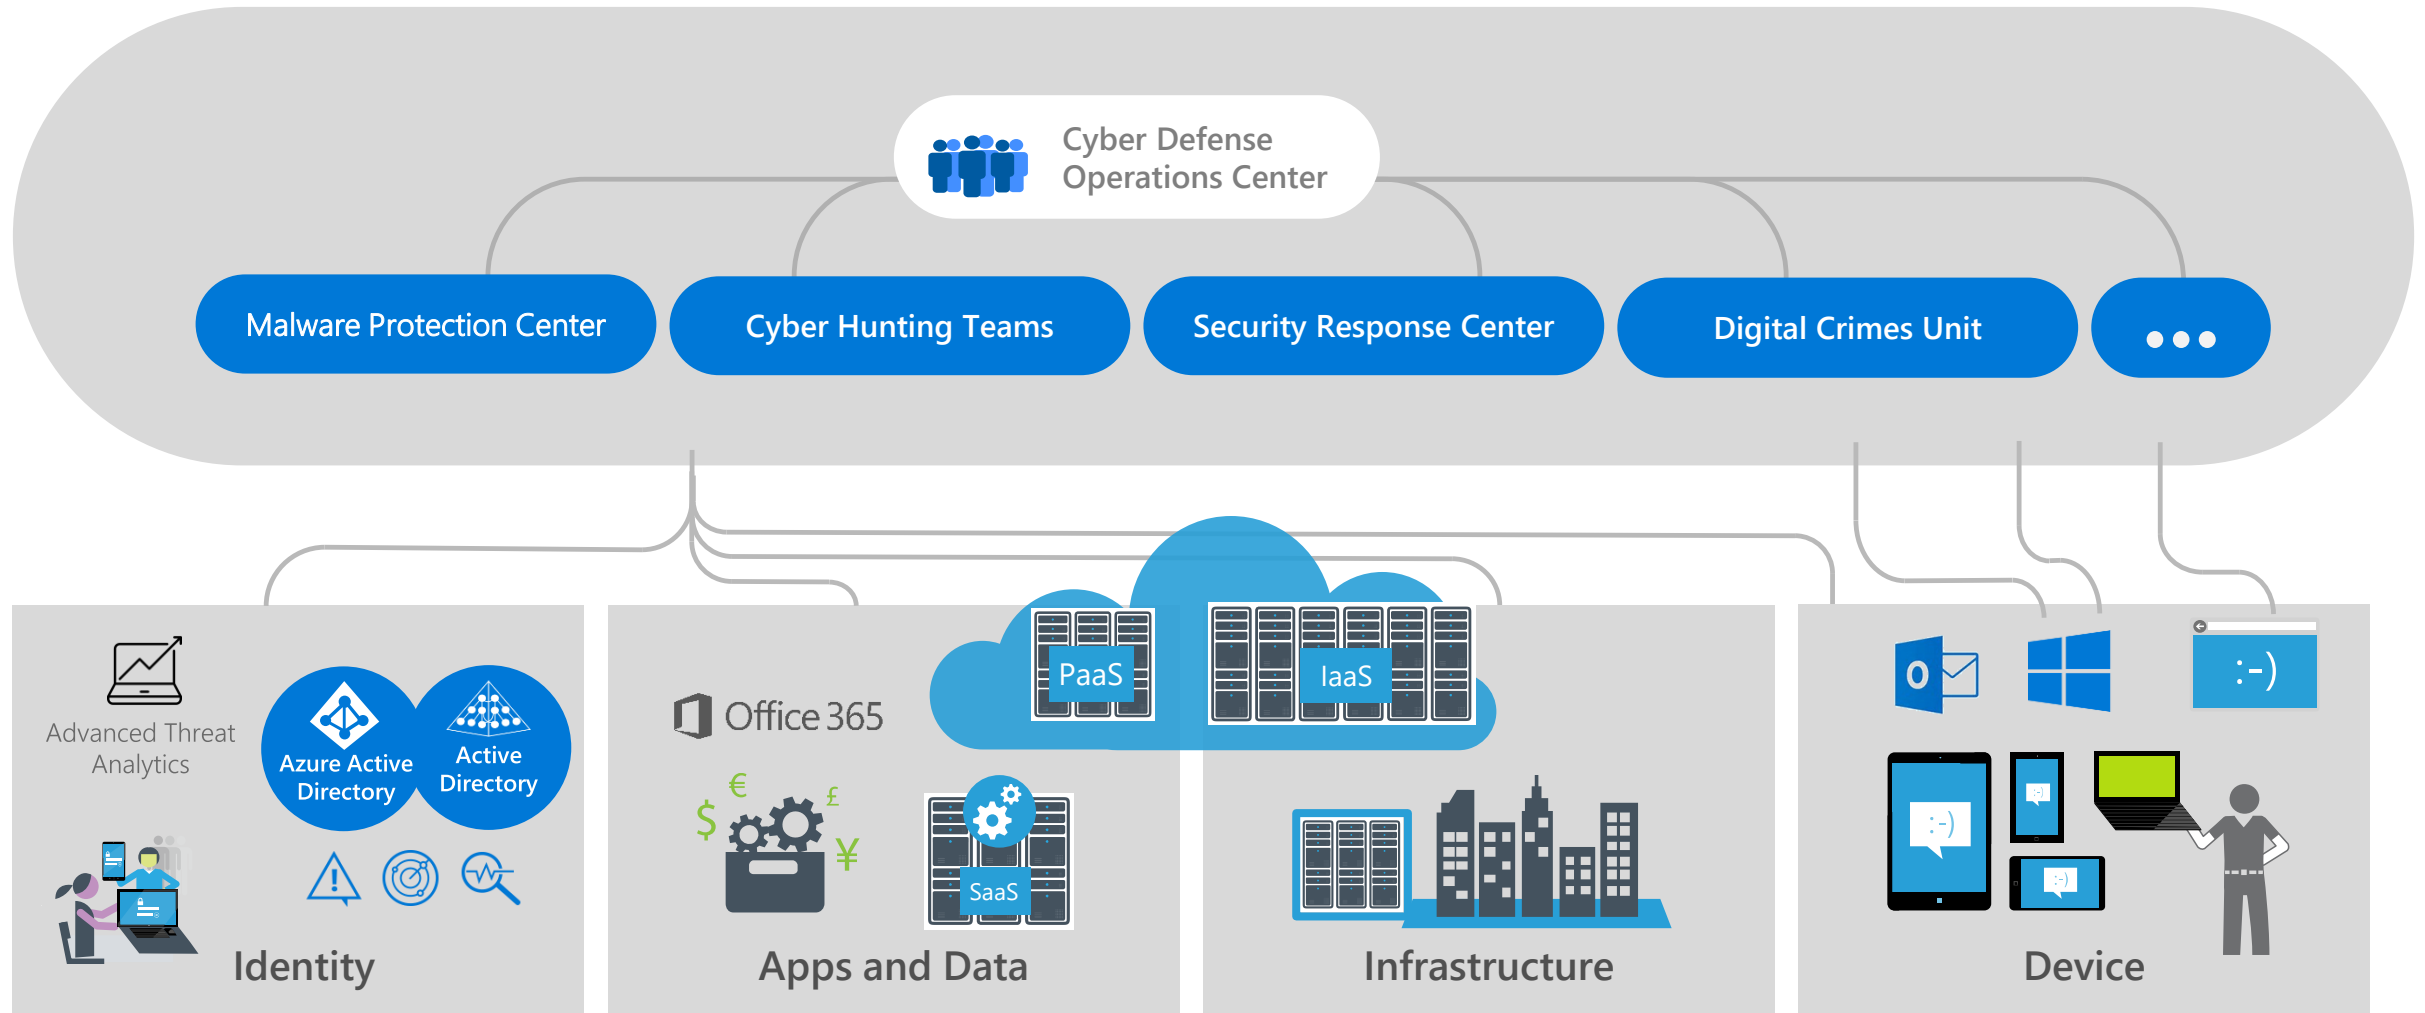 Cyber Defense
Operations Center
Malware Protection Center
Cyber Hunting Teams
Security Response Center
Digital Crimes Unit
•••
Advanced Threat
Analytics
Azure Active
Directory
Active
Directory
Identity
Office 365
PaaS
€
£
$
¥
SaaS
Apps and Data
IaaS
Infrastructure
O
:-)
:-)
:-)
:-)
Device